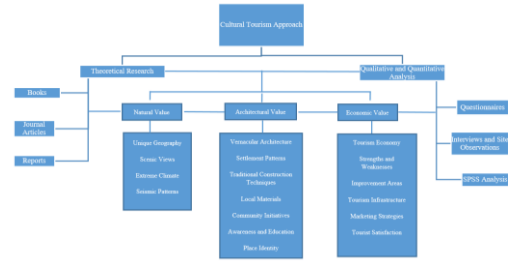 Cultural Tourism Approach
Theoretical Research
Qualitative and Quantitative
Analysis
Books
Journal
Articles
Reports
Natural Value
Architectural Value
Economic Value
Questionnaires
Interviews and Site
Observations
SPSS Analysis
Unique Geography
Scenic Views
Extreme Climate
Seismic Patterns
Vernacular Architecture
Settlement Patterns
Traditional Construction
Techniques
Local Materials
Community Initiatives
Awareness and Education
Place Identity
Tourism Economy
Strengths and
Weaknesses
Improvement Areas
Tourism Infrastructure
Marketing Strategies
Tourist Satisfaction